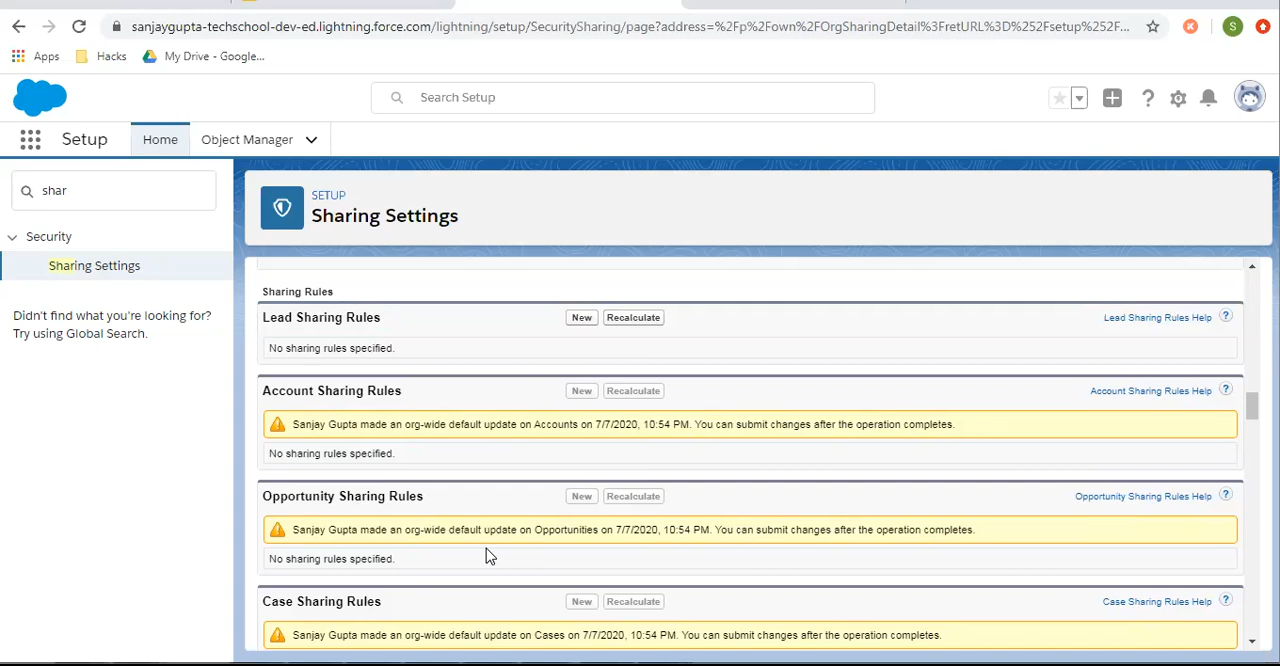 sanjaygupta-techschool-dev-ed.lightning.force.com/lightning/setup/SecuritySharing/page?address=%2Fp%2Fown%2FOrgSharingDetail%3FretURL%3D%252Fsetup%252F...
S
Apps
Hacks
My Drive - Google...
Search Setup
Setup
Home
Object Manager
shar
Security
Sharing Settings
Didn't find what you're looking for?
Try using Global Search.
SETUP
Sharing Settings
Sharing Rules
Lead Sharing Rules
New
Recalculate
Lead Sharing Rules Help
?
No sharing rules specified.
Account Sharing Rules
New
Recalculate
Account Sharing Rules Help
?
Sanjay Gupta made an org-wide default update on Accounts on 7/7/2020, 10:54 PM. You can submit changes after the operation completes.
No sharing rules specified.
Opportunity Sharing Rules
New
Recalculate
Opportunity Sharing Rules Help
?
Sanjay Gupta made an org-wide default update on Opportunities on 7/7/2020, 10:54 PM. You can submit changes after the operation completes.
No sharing rules specified.
Case Sharing Rules
New
Recalculate
Case Sharing Rules Help
?
Sanjay Gupta made an org-wide default update on Cases on 7/7/2020, 10:54 PM. You can submit changes after the operation completes.